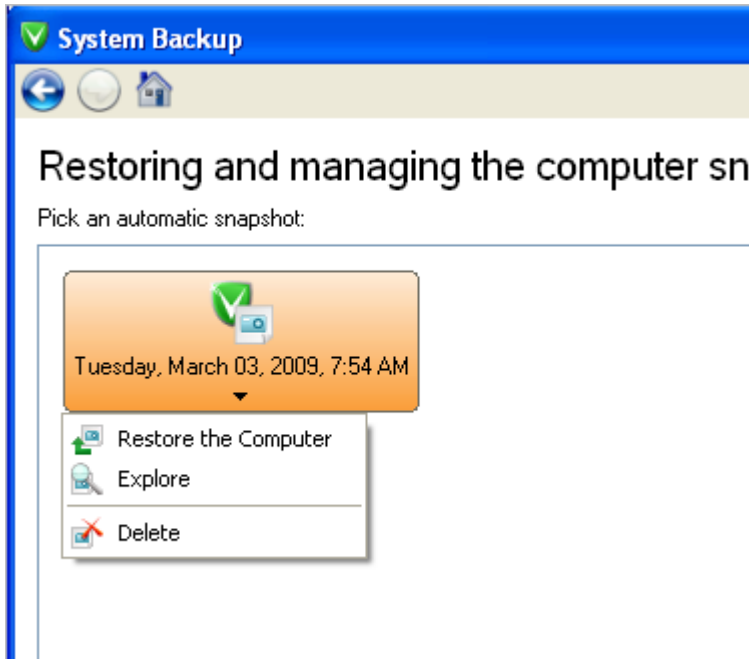 System Backup
Restoring and managing the computer sn
Pick an automatic snapshot:
Tuesday, March 03, 2009, 7:54 AM
Restore the Computer
Explore
Delete